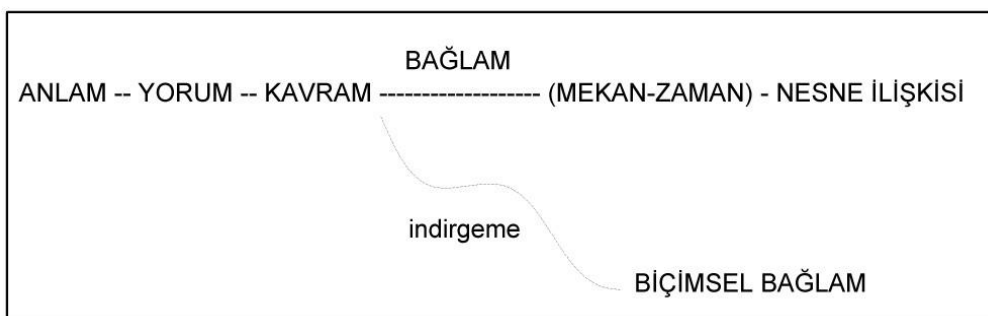 BAĞLAM
ANLAM -- YORUM -- KAVRAM ------------------- (MEKAN-ZAMAN) - NESNE İLİŞKİSİ
indirgeme
BİÇİMSEL BAĞLAM